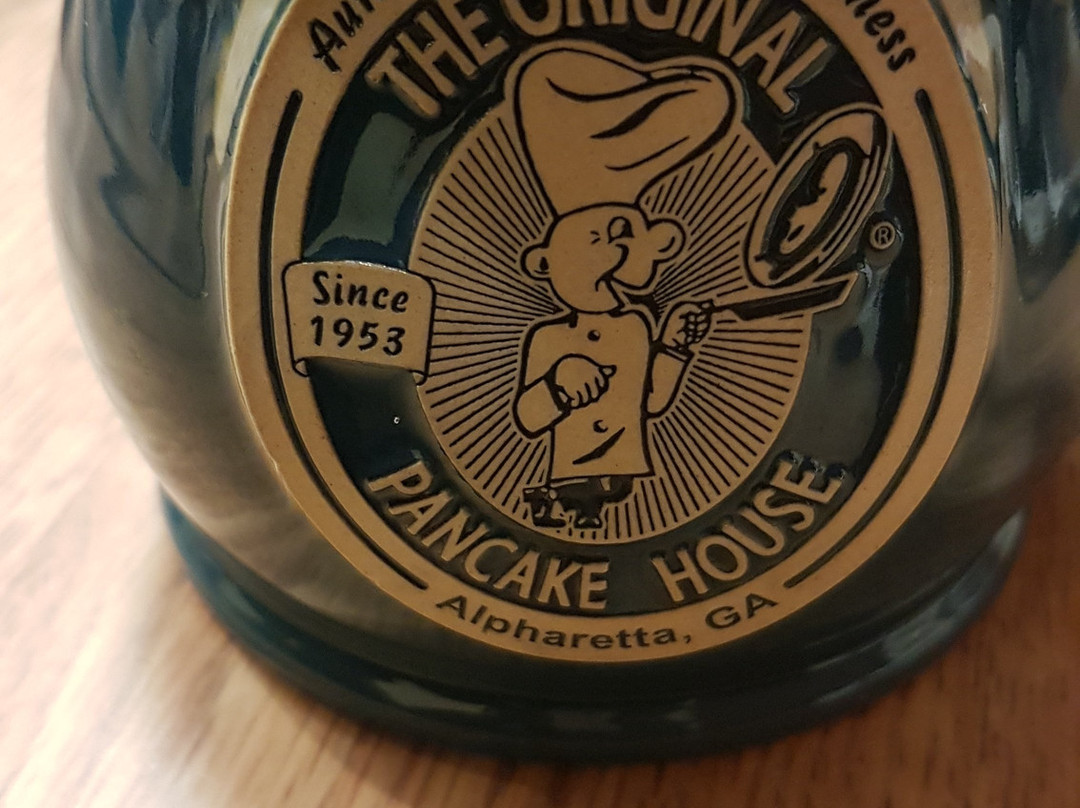 THE ORIGINAL
®
Since
1953
PANCAKE HOUSE
Alpharetta, GA